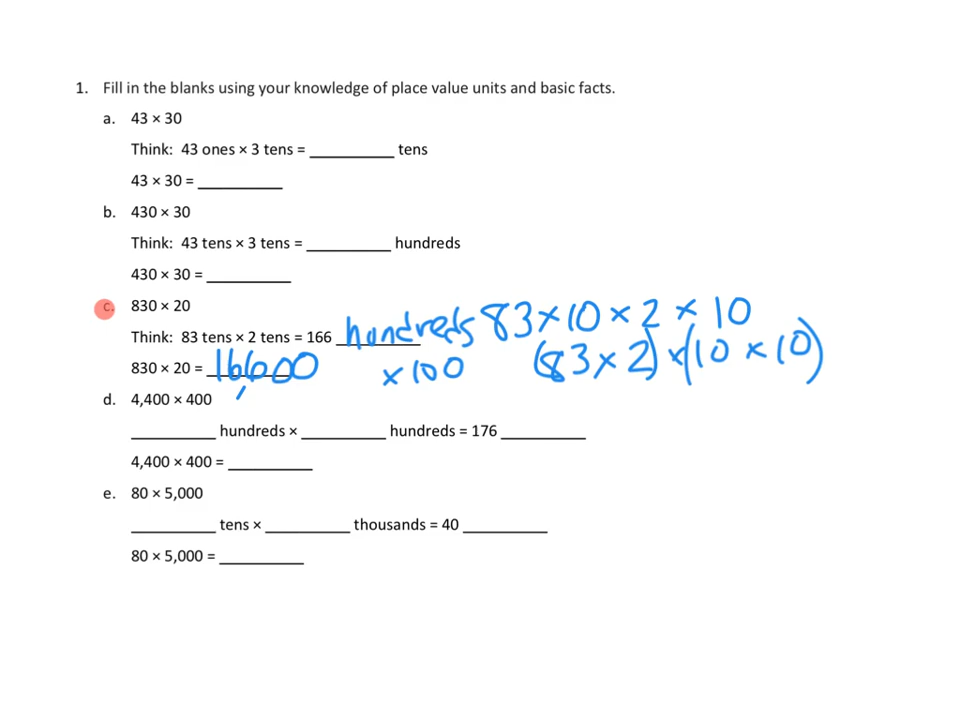 1. Fill in the blanks using your knowledge of place value units and basic facts.
a. 43 × 30
Think: 43 ones × 3 tens = __________ tens
43 × 30 = __________
b. 430 × 30
Think: 43 tens × 3 tens = __________ hundreds
430 × 30 = __________
c. 830 × 20
83 × 10 × 2 × 10
Think: 83 tens × 2 tens = 166 hundreds
830 × 20 = 16,600 × 100 (83 × 2) × (10 × 10)
d. 4,400 × 400
__________ hundreds × __________ hundreds = 176 __________
4,400 × 400 = __________
e. 80 × 5,000
__________ tens × __________ thousands = 40 __________
80 × 5,000 = __________